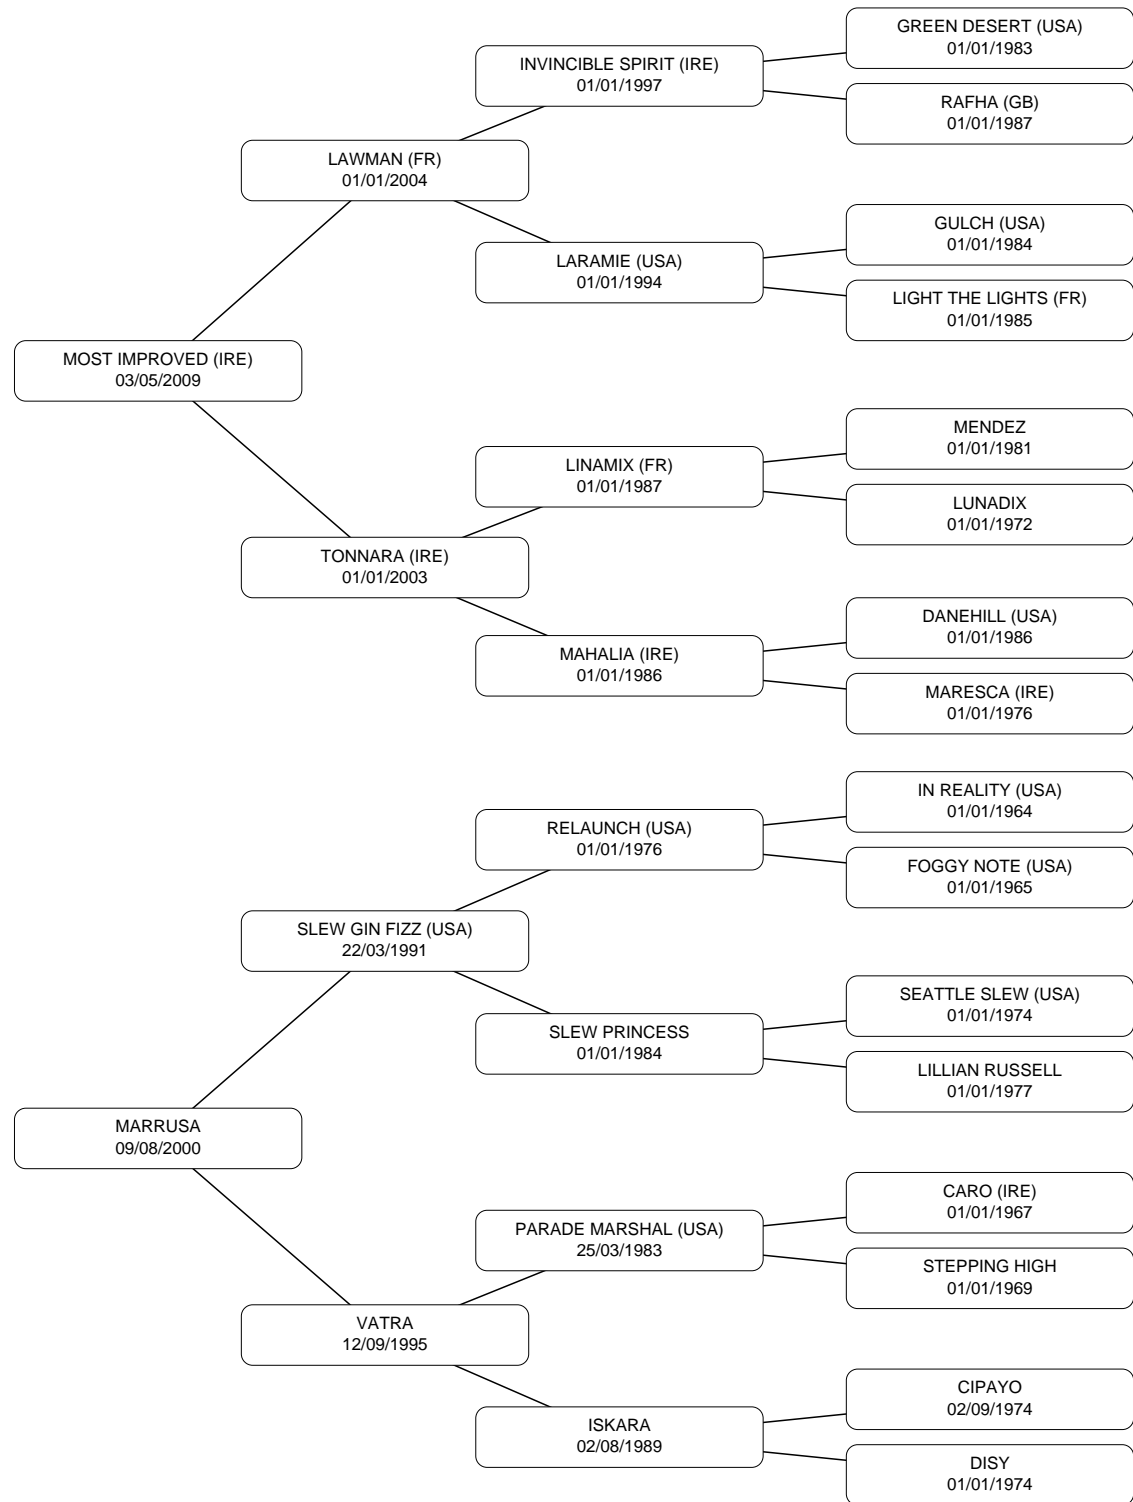 GREEN DESERT (USA)
01/01/1983
INVINCIBLE SPIRIT (IRE)
01/01/1997
RAFHA (GB)
01/01/1987
LAWMAN (FR)
01/01/2004
GULCH (USA)
01/01/1984
LARAMIE (USA)
01/01/1994
LIGHT THE LIGHTS (FR)
01/01/1985
MOST IMPROVED (IRE)
03/05/2009
MENDEZ
01/01/1981
LINAMIX (FR)
01/01/1987
LUNADIX
01/01/1972
TONNARA (IRE)
01/01/2003
DANEHILL (USA)
01/01/1986
MAHALIA (IRE)
01/01/1986
MARESCA (IRE)
01/01/1976
IN REALITY (USA)
01/01/1964
RELAUNCH (USA)
01/01/1976
FOGGY NOTE (USA)
01/01/1965
SLEW GIN FIZZ (USA)
22/03/1991
SEATTLE SLEW (USA)
01/01/1974
SLEW PRINCESS
01/01/1984
LILLIAN RUSSELL
01/01/1977
MARRUSA
09/08/2000
CARO (IRE)
01/01/1967
PARADE MARSHAL (USA)
25/03/1983
STEPPING HIGH
01/01/1969
VATRA
12/09/1995
CIPAYO
02/09/1974
ISKARA
02/08/1989
DISY
01/01/1974